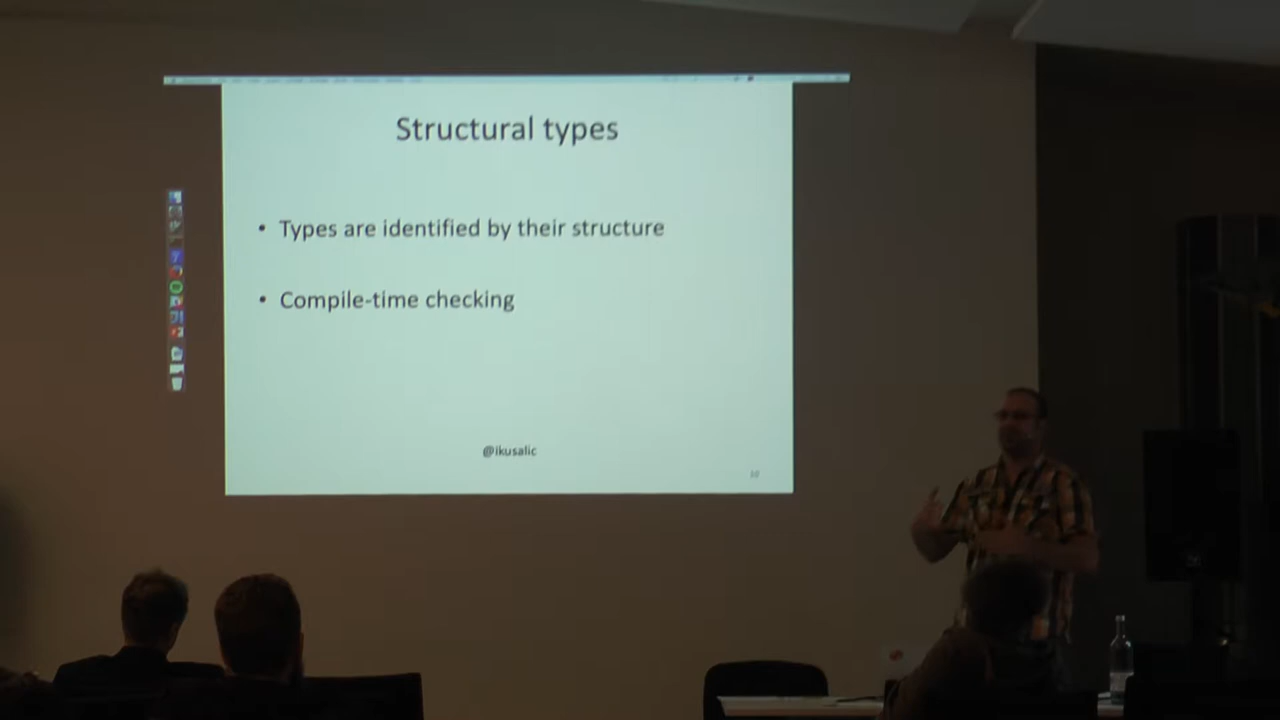 Structural types
• Types are identified by their structure
• Compile-time checking
@ikusalic